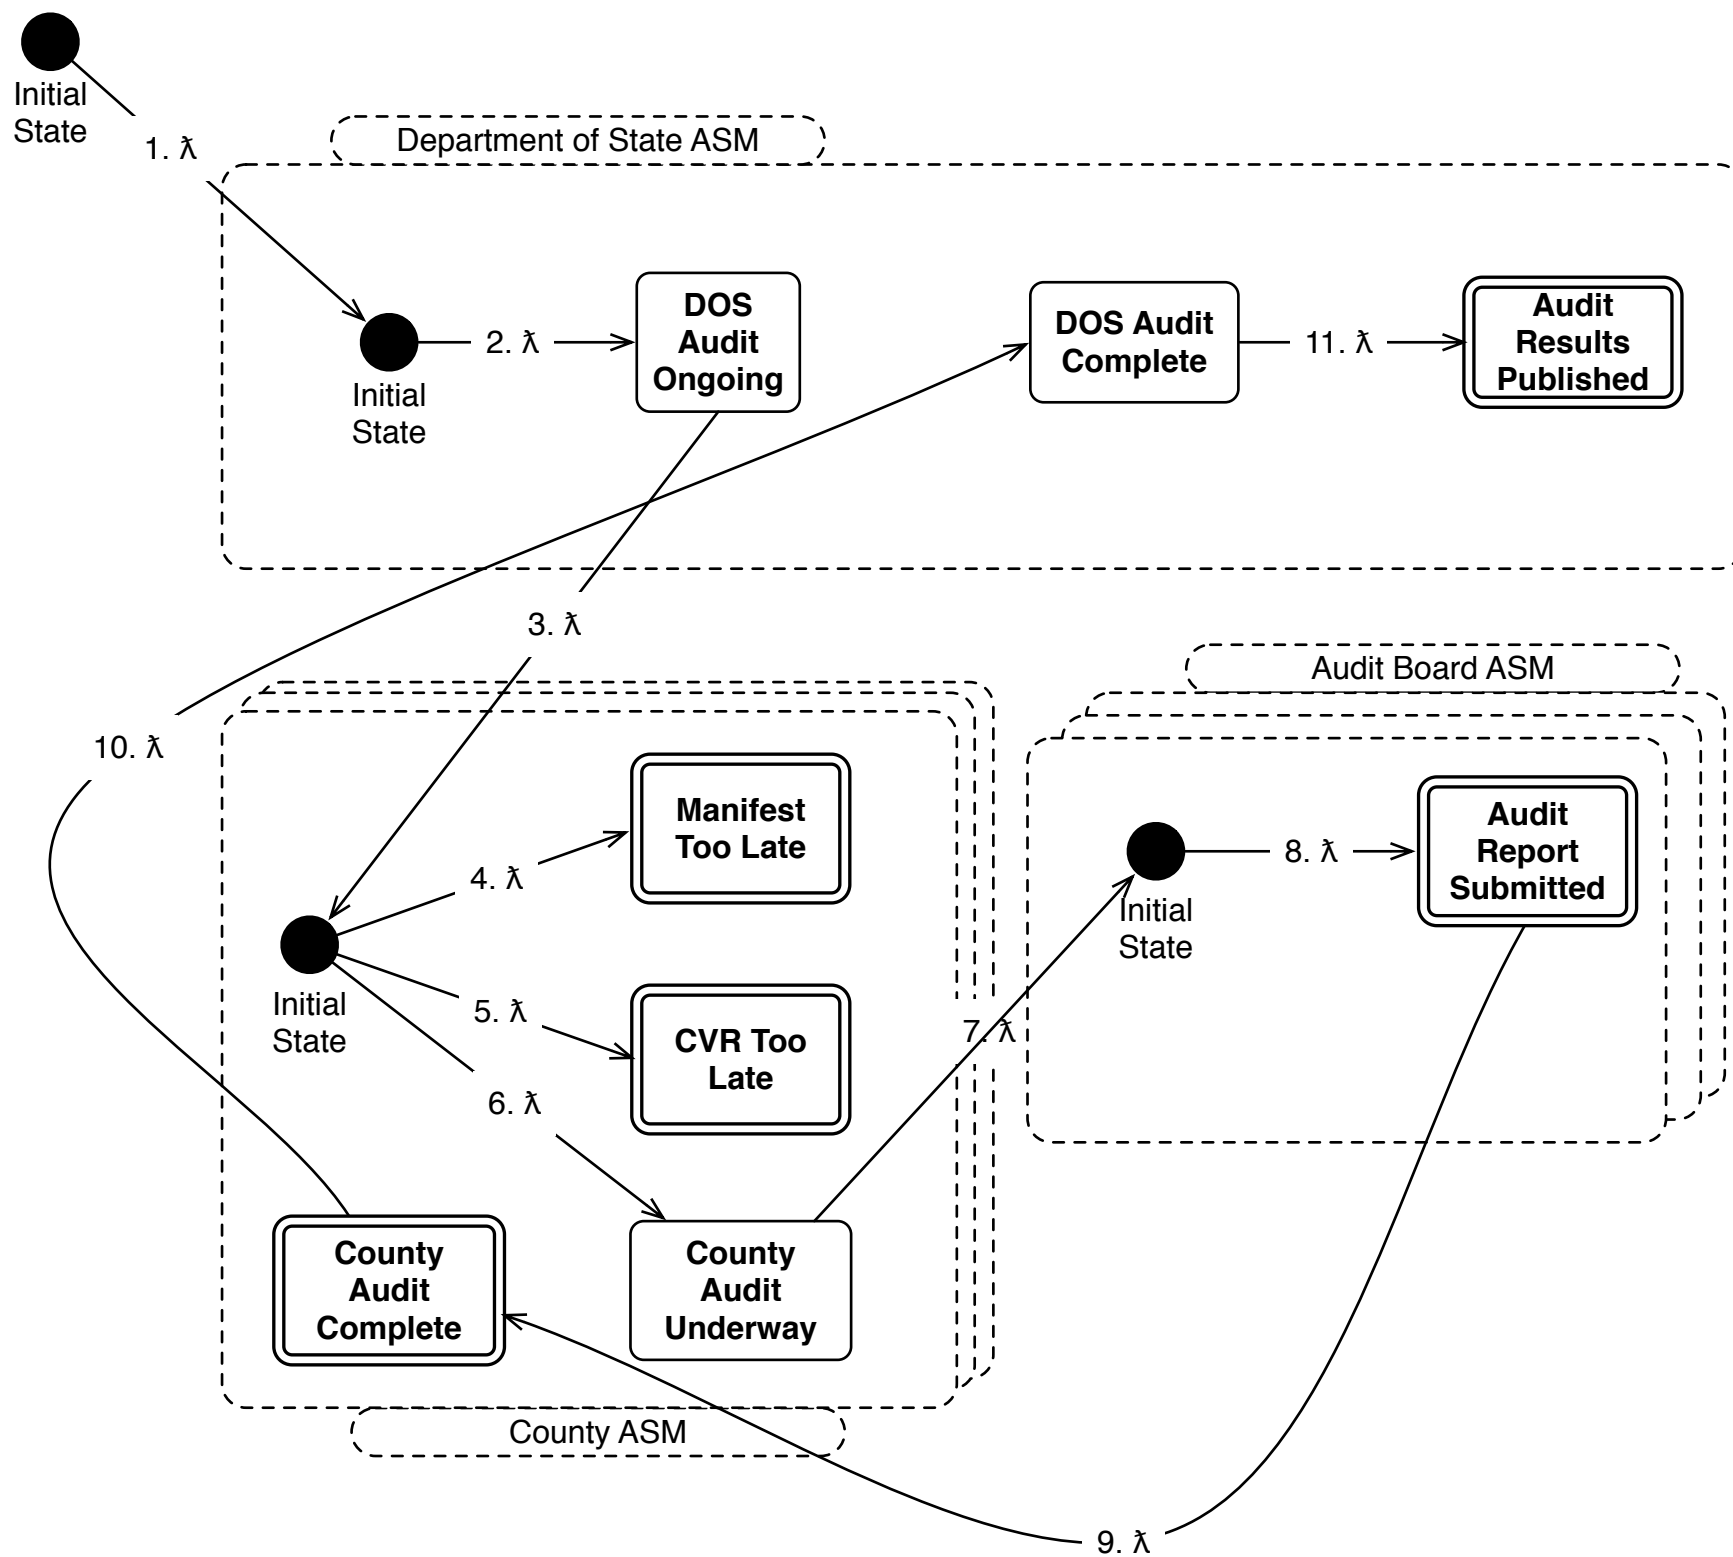 Initial
State
1. ƛ
Department of State ASM
Initial
State
2. ƛ
DOS
Audit
Ongoing
DOS Audit
Complete
11. ƛ
Audit
Results
Published
3. ƛ
10. ƛ
Audit Board ASM
Manifest
Too Late
4. ƛ
Initial
State
5. ƛ
CVR Too
Late
6. ƛ
7. ƛ
Initial
State
8. ƛ
Audit
Report
Submitted
County
Audit
Complete
County
Audit
Underway
County ASM
9. ƛ